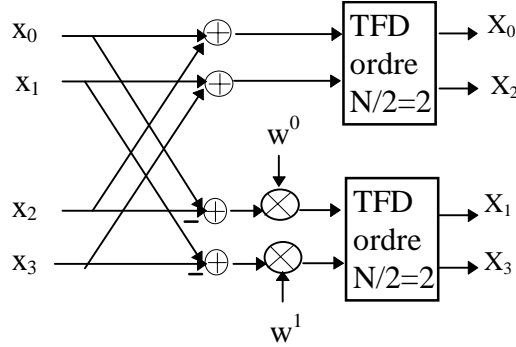 x₀
x₁
x₂
x₃
TFD
ordre
N/2=2
X₀
X₂
w⁰
TFD
ordre
N/2=2
X₁
X₃
w¹